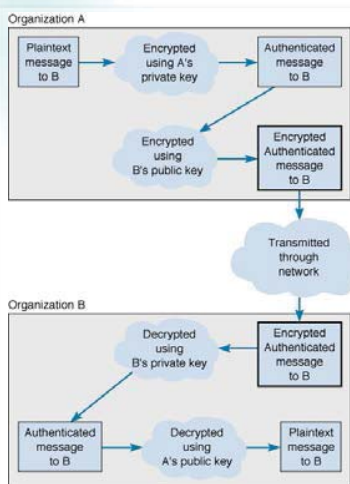 Organization A
Plaintext
message
to B
Encrypted
using A's
private key
Authenticated
message
to B
Encrypted
using
B's public key
Encrypted
Authenticated
message
to B
Transmitted
through
network
Organization B
Decrypted
using
B's private key
Encrypted
Authenticated
message
to B
Authenticated
message
to B
Decrypted
using
A's public key
Plaintext
message
to B